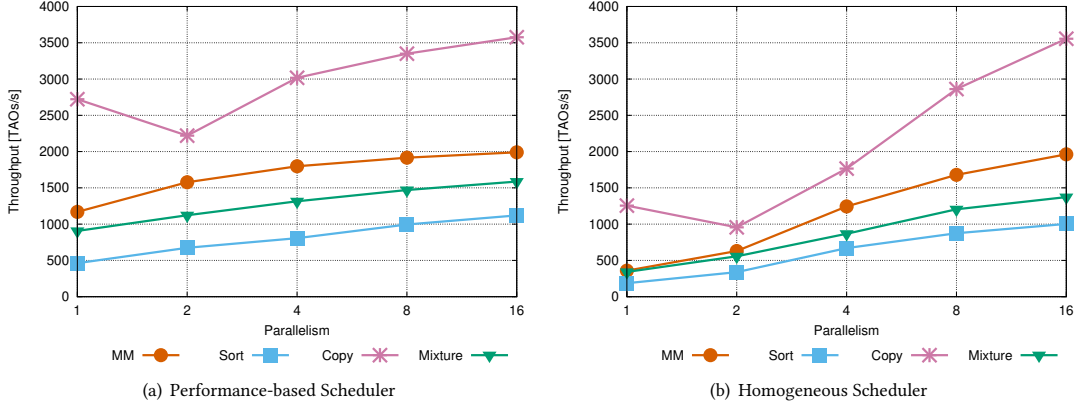 4000
3500
3000
2500
2000
1500
1000
500
0
Throughput [TAOs/s]
1 2 4 8 16
Parallelism
MM Sort Copy Mixture
(a) Performance-based Scheduler
4000
3500
3000
2500
2000
1500
1000
500
0
Throughput [TAOs/s]
1 2 4 8 16
Parallelism
MM Sort Copy Mixture
(b) Homogeneous Scheduler